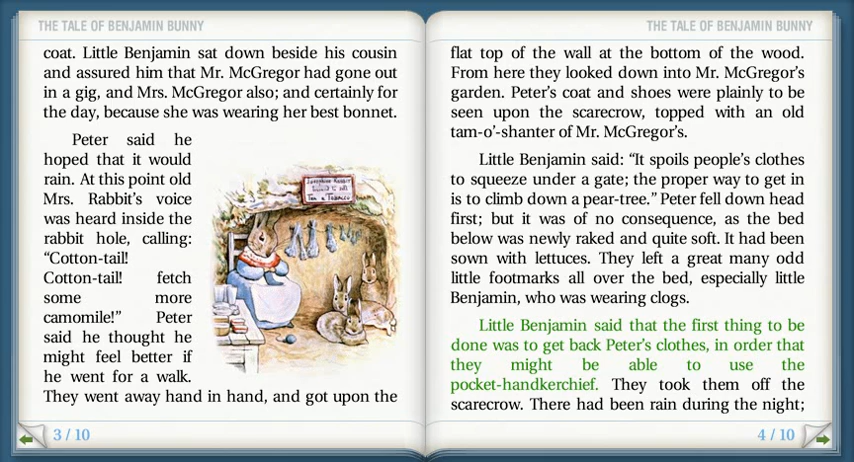 THE TALE OF BENJAMIN BUNNY
coat. Little Benjamin sat down beside his cousin
and assured him that Mr. McGregor had gone out
in a gig, and Mrs. McGregor also; and certainly for
the day, because she was wearing her best bonnet.
Peter said he
hoped that it would
rain. At this point old
Mrs. Rabbit’s voice
was heard inside the
rabbit hole, calling:
“Cotton-tail!
Cotton-tail! fetch
some more
camomile!” Peter
said he thought he
might feel better if
he went for a walk.
They went away hand in hand, and got upon the
3 / 10
THE TALE OF BENJAMIN BUNNY
flat top of the wall at the bottom of the wood.
From here they looked down into Mr. McGregor’s
garden. Peter’s coat and shoes were plainly to be
seen upon the scarecrow, topped with an old
tam-o’-shanter of Mr. McGregor’s.
Little Benjamin said: “It spoils people’s clothes
to squeeze under a gate; the proper way to get in
is to climb down a pear-tree.” Peter fell down head
first; but it was of no consequence, as the bed
below was newly raked and quite soft. It had been
sown with lettuces. They left a great many odd
little footmarks all over the bed, especially little
Benjamin, who was wearing clogs.
Little Benjamin said that the first thing to be
done was to get back Peter’s clothes, in order that
they might be able to use the
pocket-handkerchief. They took them off the
scarecrow. There had been rain during the night;
4 / 10